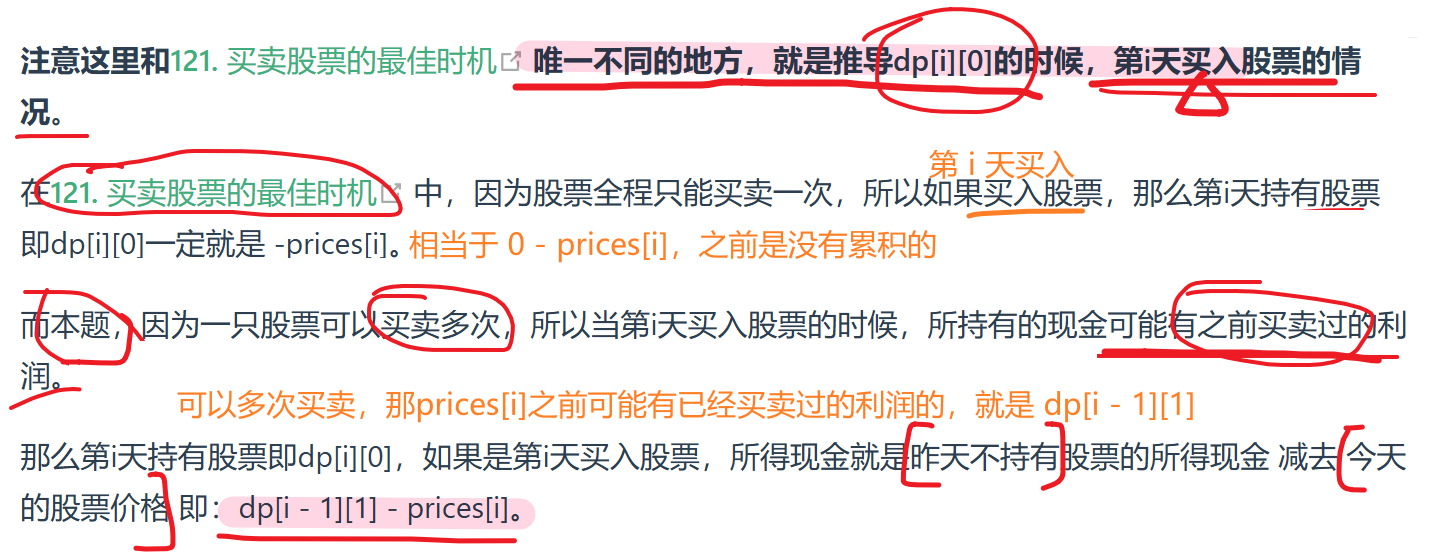 注意这里和121. 买卖股票的最佳时机 唯一不同的地方，就是推导dp[i][0]的时候，第i天买入股票的情
况。
第 i 天买入
在121. 买卖股票的最佳时机 中，因为股票全程只能买卖一次，所以如果买入股票，那么第i天持有股票
即dp[i][0]一定就是 -prices[i]。相当于 0 - prices[i]，之前是没有累积的
而本题，因为一只股票可以买卖多次，所以当第i天买入股票的时候，所持有的现金可能有之前买卖过的利
润。
可以多次买卖，那prices[i]之前可能有已经买卖过的利润的，就是 dp[i - 1][1]
那么第i天持有股票即dp[i][0]，如果是第i天买入股票，所得现金就是昨天不持有股票的所得现金 减去 今天
的股票价格 即：dp[i - 1][1] - prices[i]。